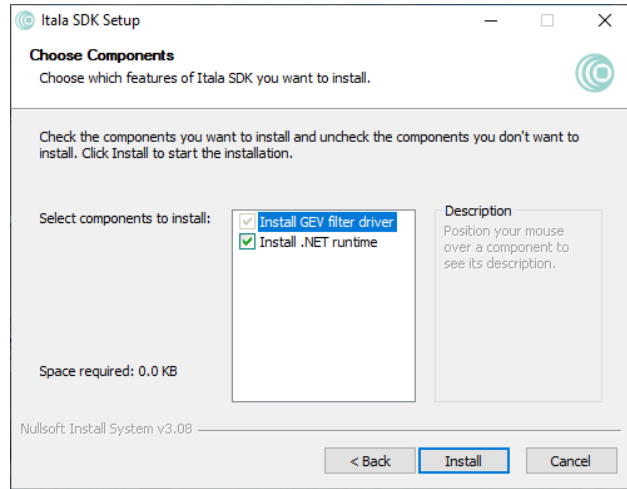 Itala SDK Setup
Choose Components
Choose which features of Itala SDK you want to install.
Check the components you want to install and uncheck the components you don't want to
install. Click Install to start the installation.
Select components to install:
Install GEV filter driver
Install .NET runtime
Description
Position your mouse
over a component to
see its description.
Space required: 0.0 KB
Nullsoft Install System v3.08
< Back
Install
Cancel